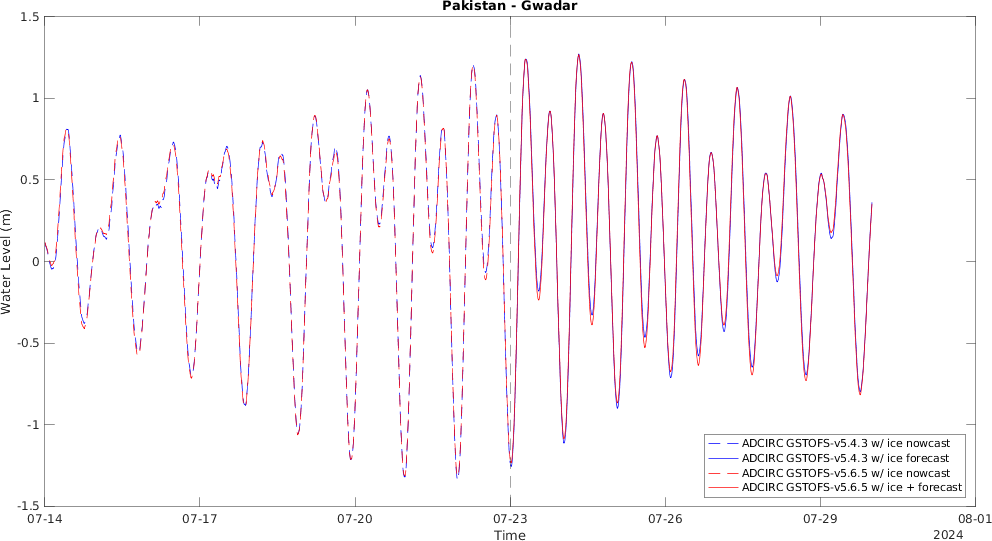 Pakistan - Gwadar
Water Level (m)
1.5
1
0.5
0
-0.5
-1
-1.5
ADCIRC GSTOFS-v5.4.3 w/ ice nowcast
ADCIRC GSTOFS-v5.4.3 w/ ice forecast
ADCIRC GSTOFS-v5.6.5 w/ ice nowcast
ADCIRC GSTOFS-v5.6.5 w/ ice + forecast
07-14 07-17 07-20 07-23 07-26 07-29 08-01
Time
2024